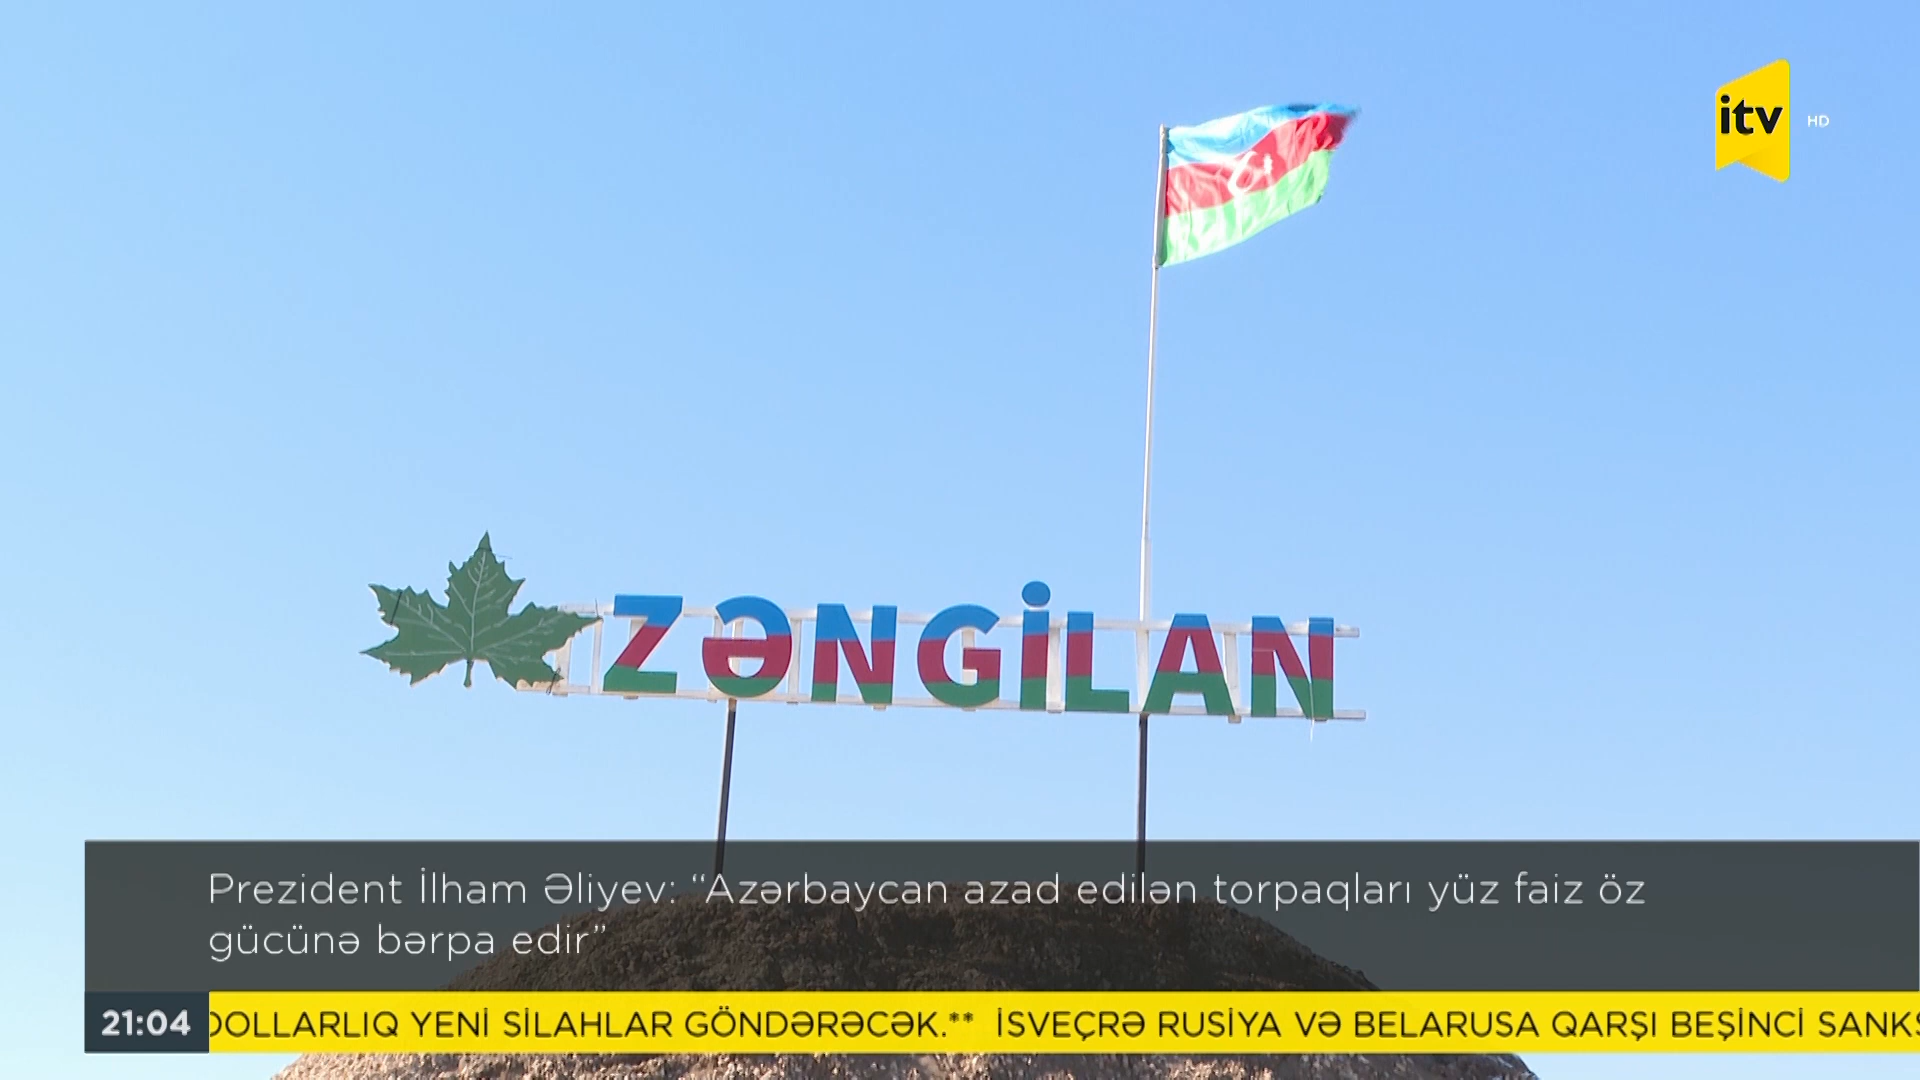 itv HD
ZƏNGİLAN
Prezident İlham Əliyev: “Azərbaycan azad edilən torpaqları yüz faiz öz
gücünə bərpa edir”
21:04 DOLLARLIQ YENİ SİLAHLAR GÖNDƏRƏCƏK.** İSVEÇRƏ RUSİYA VƏ BELARUSA QARŞI BEŞİNCİ SANKS